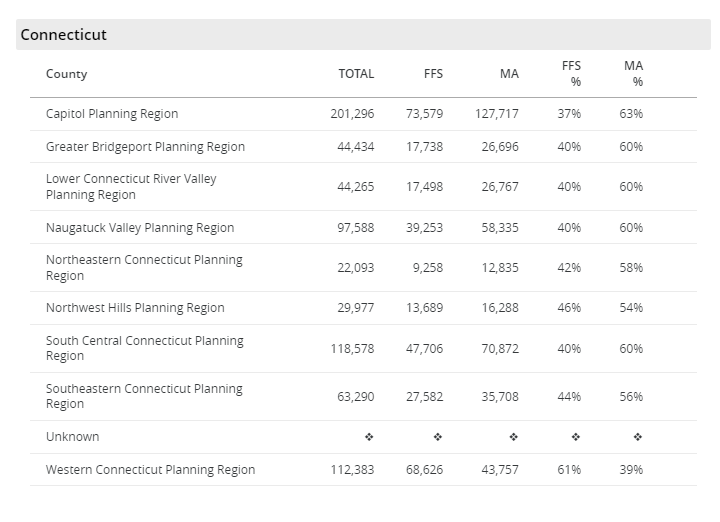 Connecticut
County TOTAL FFS MA FFS % MA %
Capitol Planning Region 201,296 73,579 127,717 37% 63%
Greater Bridgeport Planning Region 44,434 17,738 26,696 40% 60%
Lower Connecticut River Valley
Planning Region 44,265 17,498 26,767 40% 60%
Naugatuck Valley Planning Region 97,588 39,253 58,335 40% 60%
Northeastern Connecticut Planning
Region 22,093 9,258 12,835 42% 58%
Northwest Hills Planning Region 29,977 13,689 16,288 46% 54%
South Central Connecticut Planning
Region 118,578 47,706 70,872 40% 60%
Southeastern Connecticut Planning
Region 63,290 27,582 35,708 44% 56%
Unknown ❖ ❖ ❖ ❖ ❖
Western Connecticut Planning Region 112,383 68,626 43,757 61% 39%